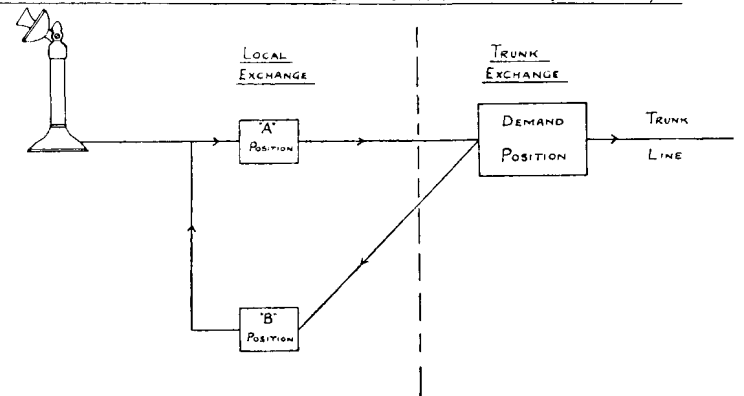 LOCAL
EXCHANGE
TRUNK
EXCHANGE
"A"
POSITION
DEMAND
POSITION
TRUNK
LINE
"B"
POSITION